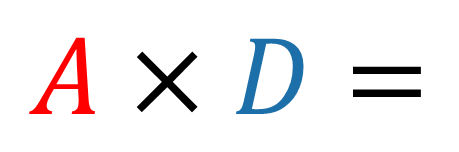 A × D =